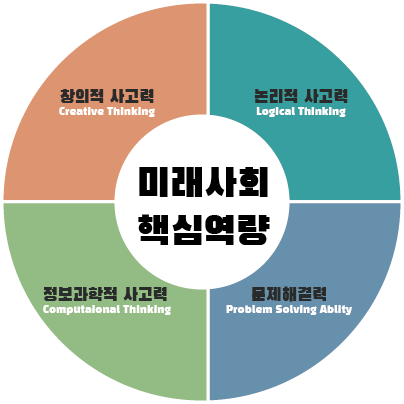 창의적 사고력
Creative Thinking
논리적 사고력
Logical Thinking
미래사회
핵심역량
정보과학적 사고력
Computaional Thinking
문제해결력
Problem Solving Ablity